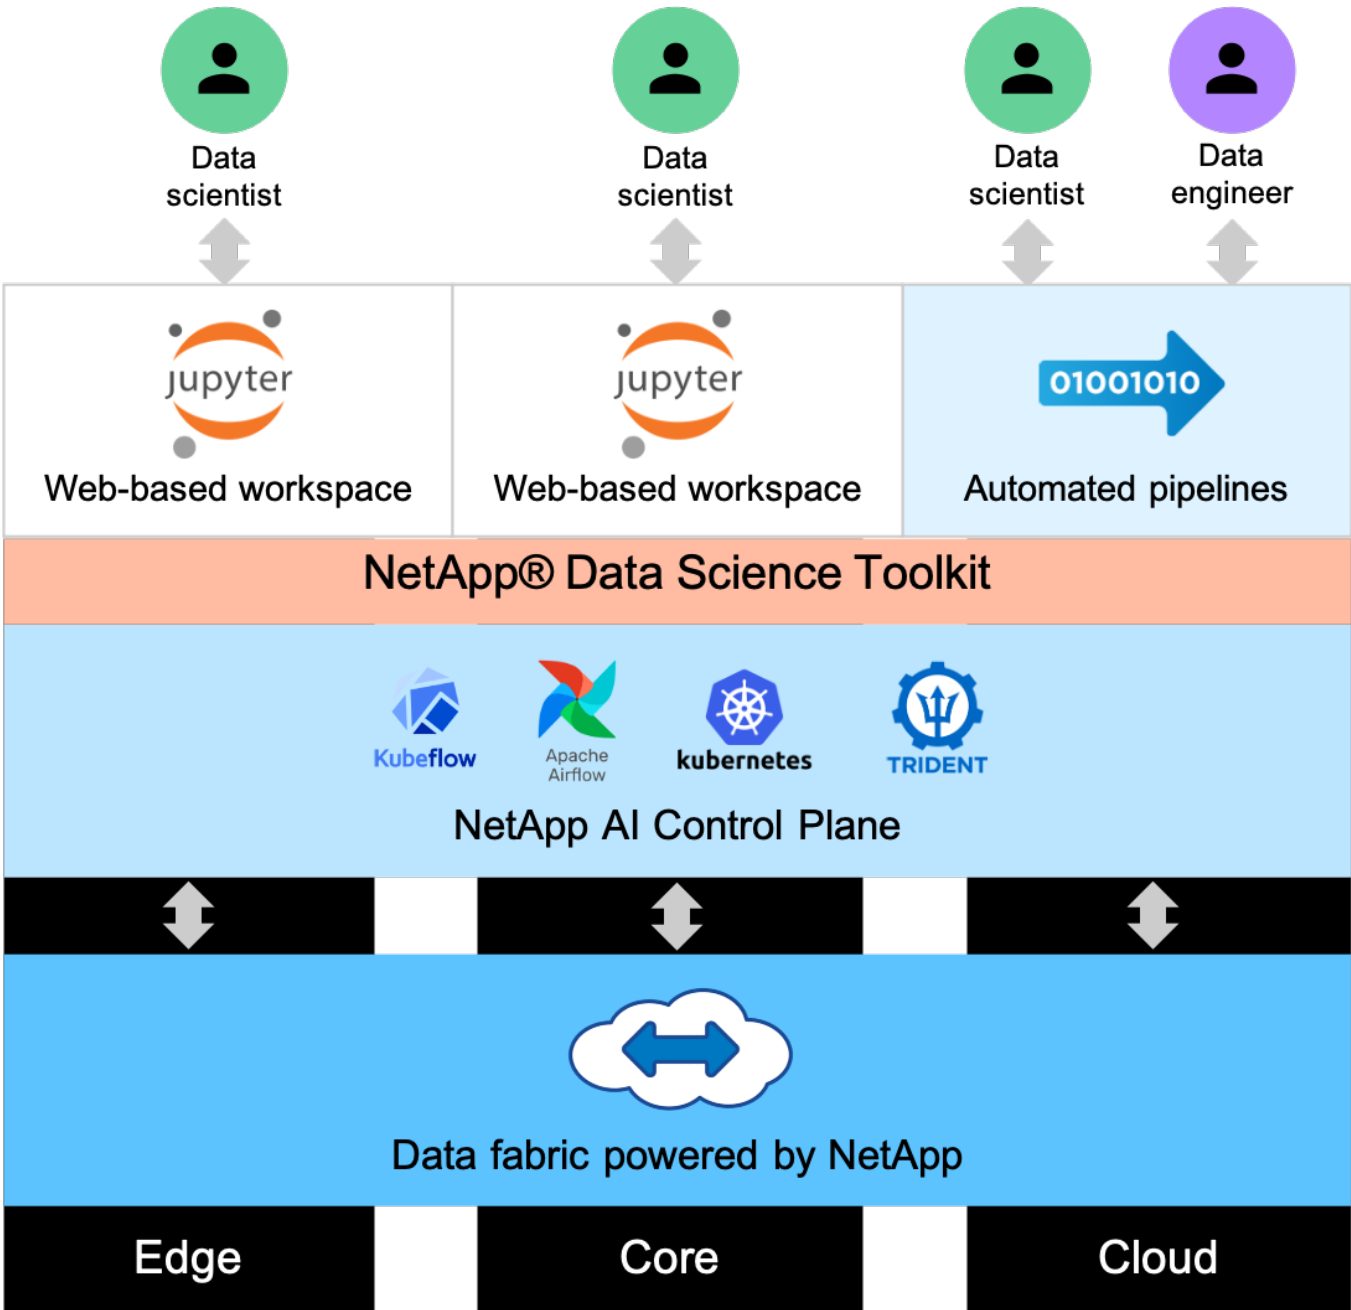 Data
scientist
Data
scientist
Data
scientist
Data
engineer
jupyter
Web-based workspace
jupyter
Web-based workspace
01001010
Automated pipelines
NetApp® Data Science Toolkit
Kubeflow
Apache
Airflow
kubernetes
TRIDENT
NetApp AI Control Plane
Data fabric powered by NetApp
Edge
Core
Cloud